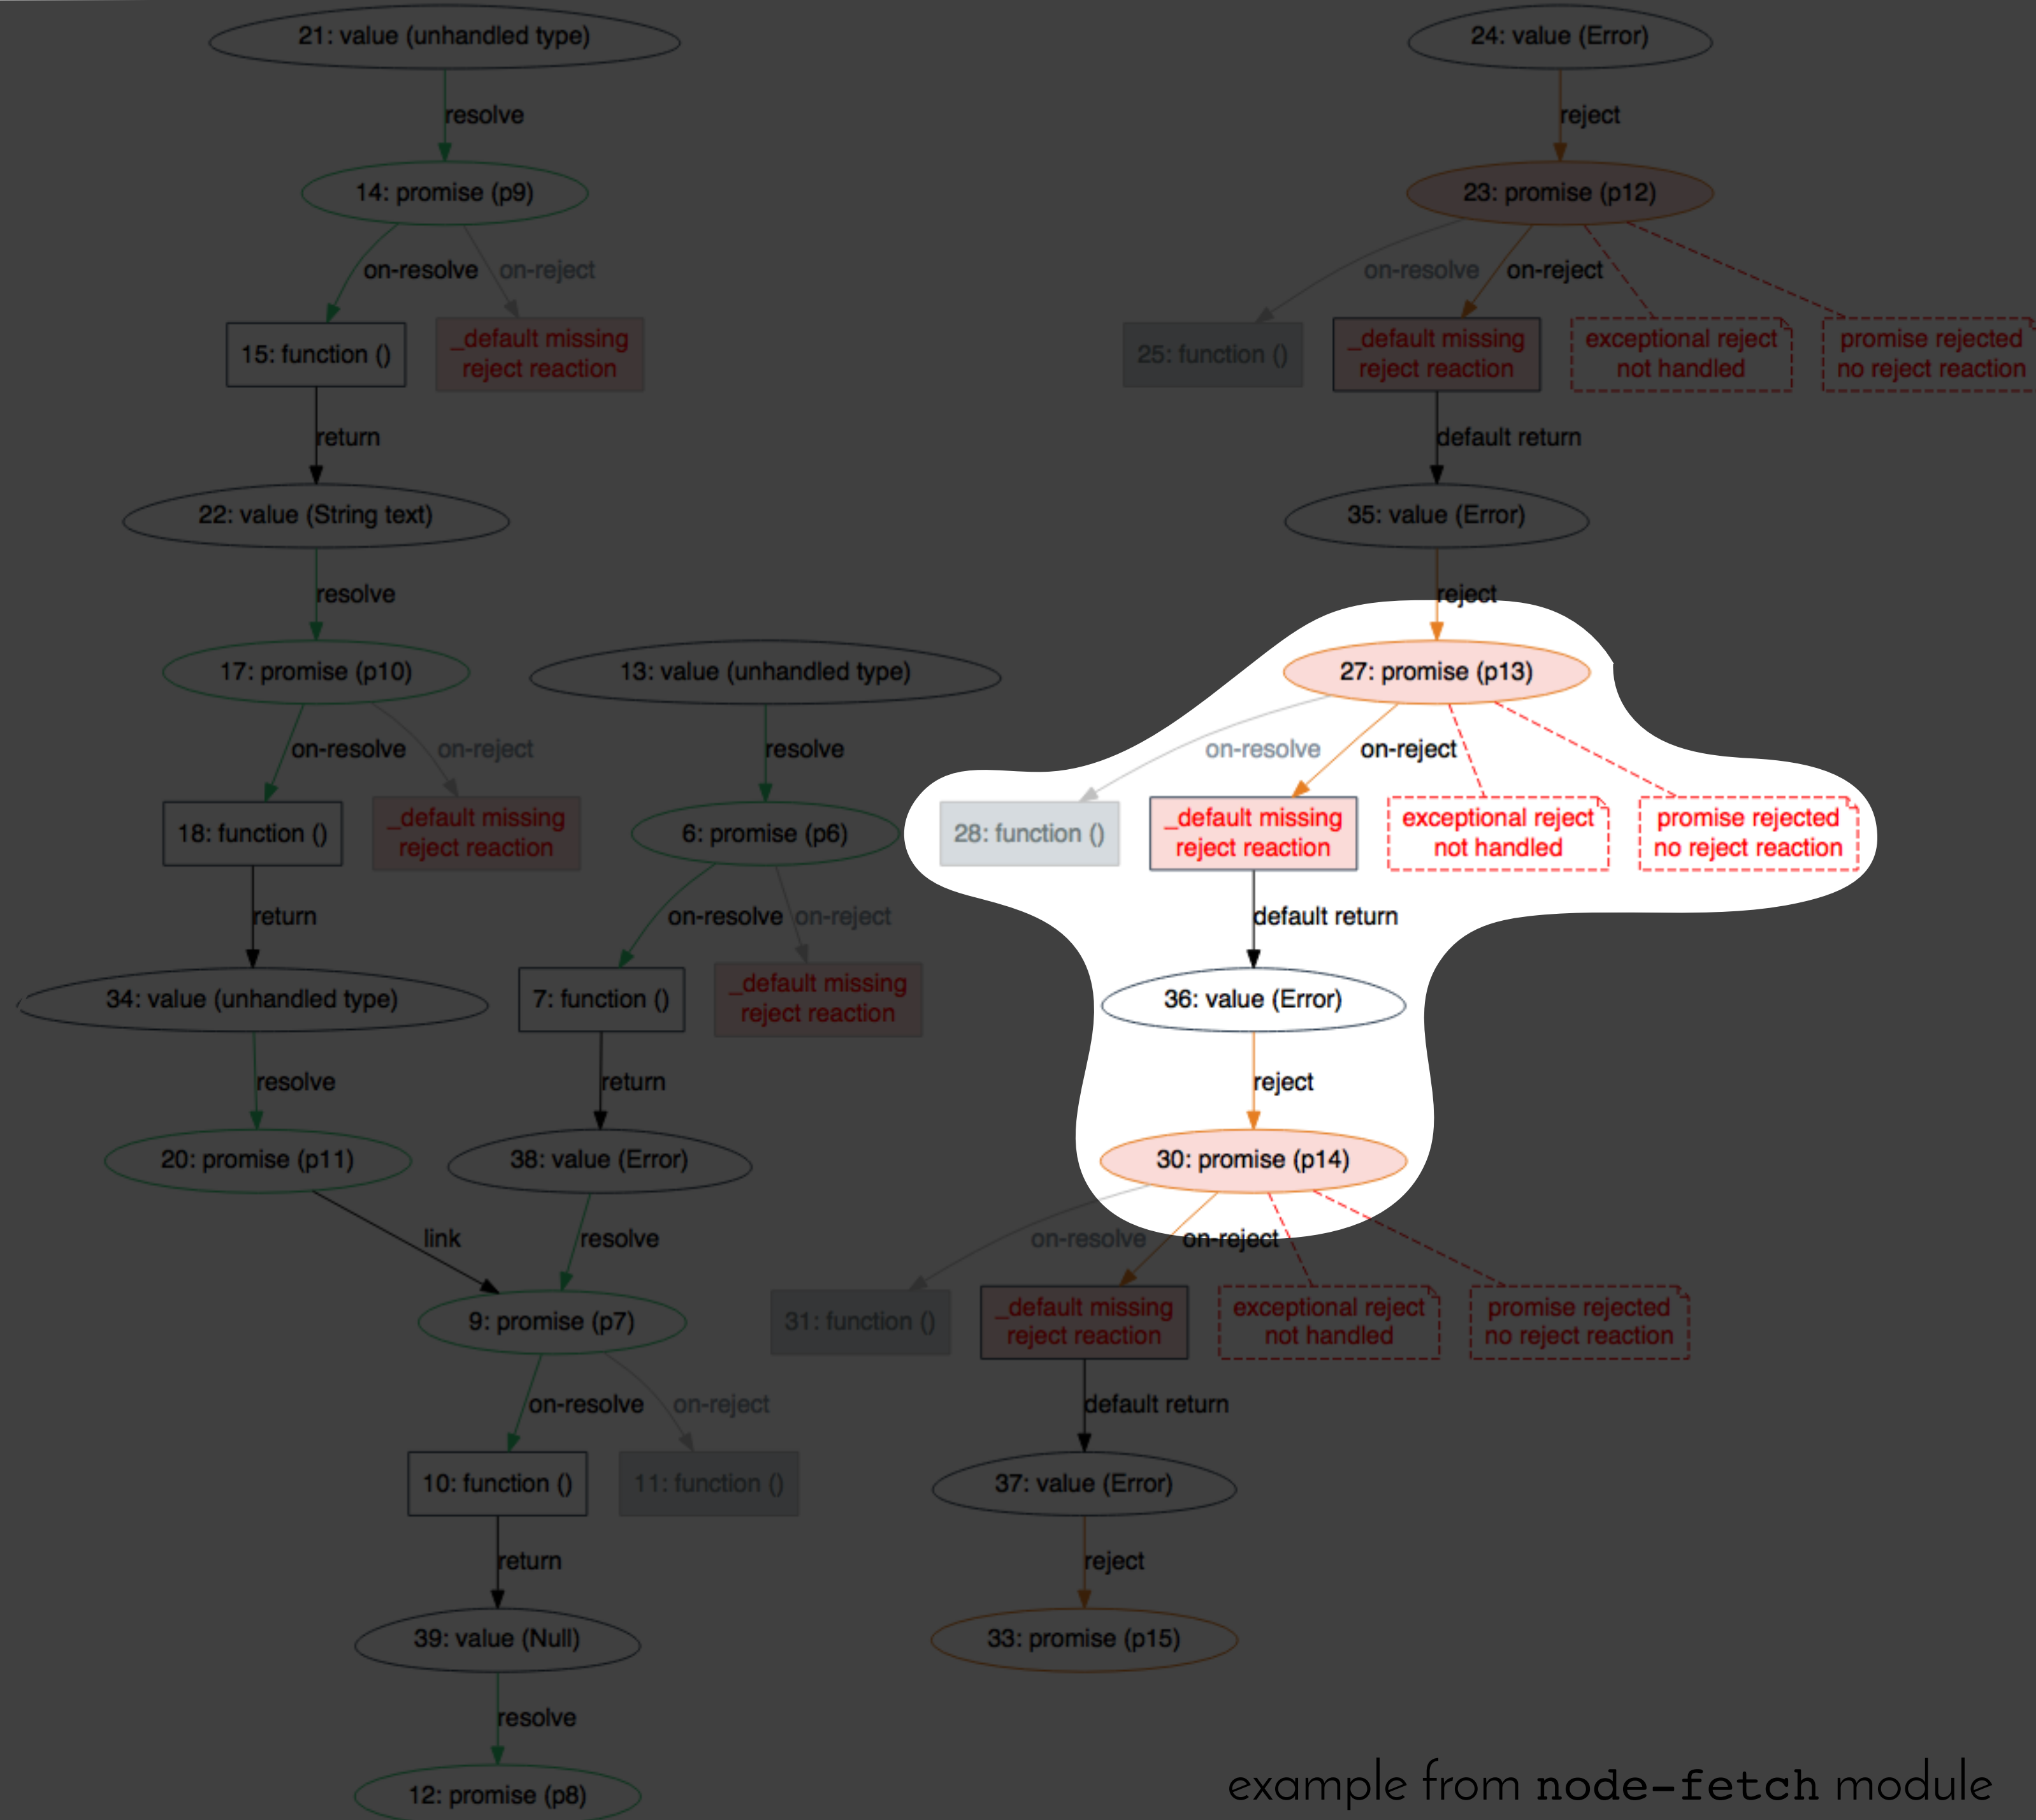 21: value (unhandled type)
24: value (Error)
resolve
reject
14: promise (p9)
23: promise (p12)
on-resolve
on-reject
on-resolve
on-reject
15: function ()
_default missing
reject reaction
25: function ()
_default missing
reject reaction
exceptional reject
not handled
promise rejected
no reject reaction
return
default return
22: value (String text)
35: value (Error)
resolve
reject
17: promise (p10)
13: value (unhandled type)
27: promise (p13)
on-resolve
on-reject
resolve
on-resolve
on-reject
18: function ()
_default missing
reject reaction
6: promise (p6)
28: function ()
_default missing
reject reaction
exceptional reject
not handled
promise rejected
no reject reaction
return
on-resolve
on-reject
default return
34: value (unhandled type)
7: function ()
_default missing
reject reaction
36: value (Error)
resolve
return
reject
20: promise (p11)
38: value (Error)
30: promise (p14)
link
resolve
on-resolve
on-reject
9: promise (p7)
31: function ()
_default missing
reject reaction
exceptional reject
not handled
promise rejected
no reject reaction
on-resolve
on-reject
default return
10: function ()
11: function ()
37: value (Error)
return
reject
39: value (Null)
33: promise (p15)
resolve
12: promise (p8)
example from node-fetch module